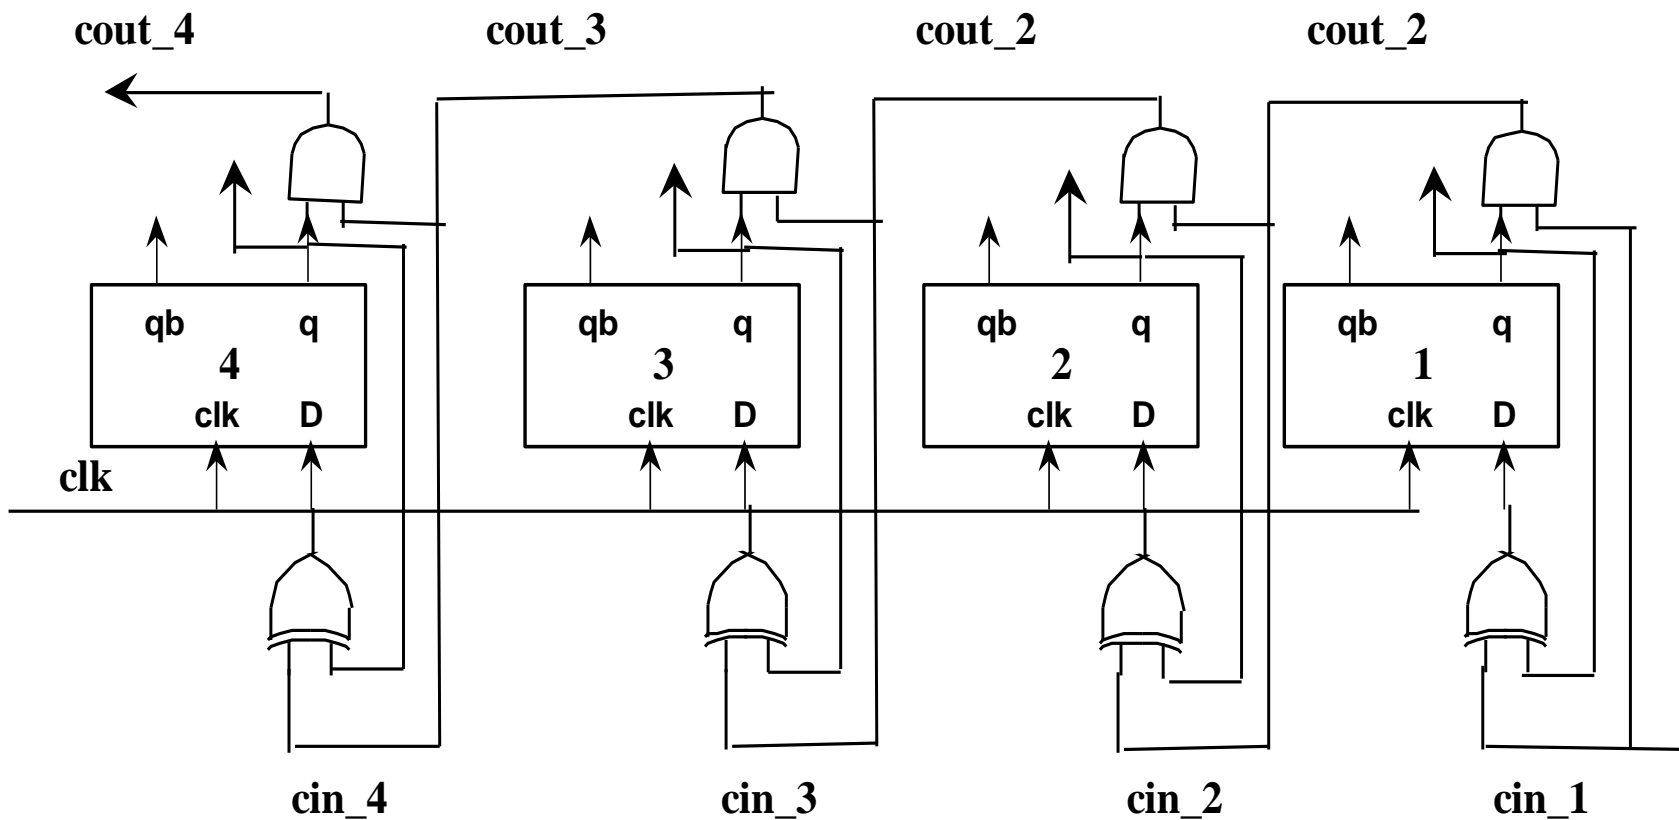 cout_4 cout_3 cout_2 cout_2
qb q qb q qb q qb q
4 3 2 1
clk D clk D clk D clk D
clk
cin_4 cin_3 cin_2 cin_1